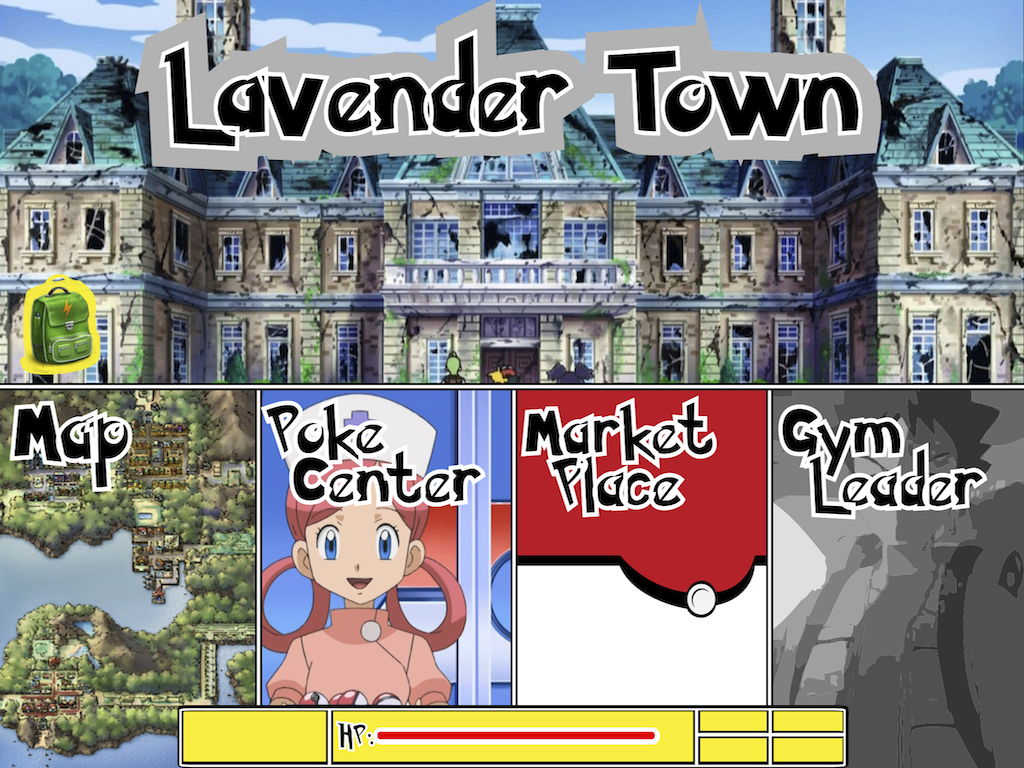 Lavender Town
Map
Poke
Center
Market
Place
Gym
Leader
HP: